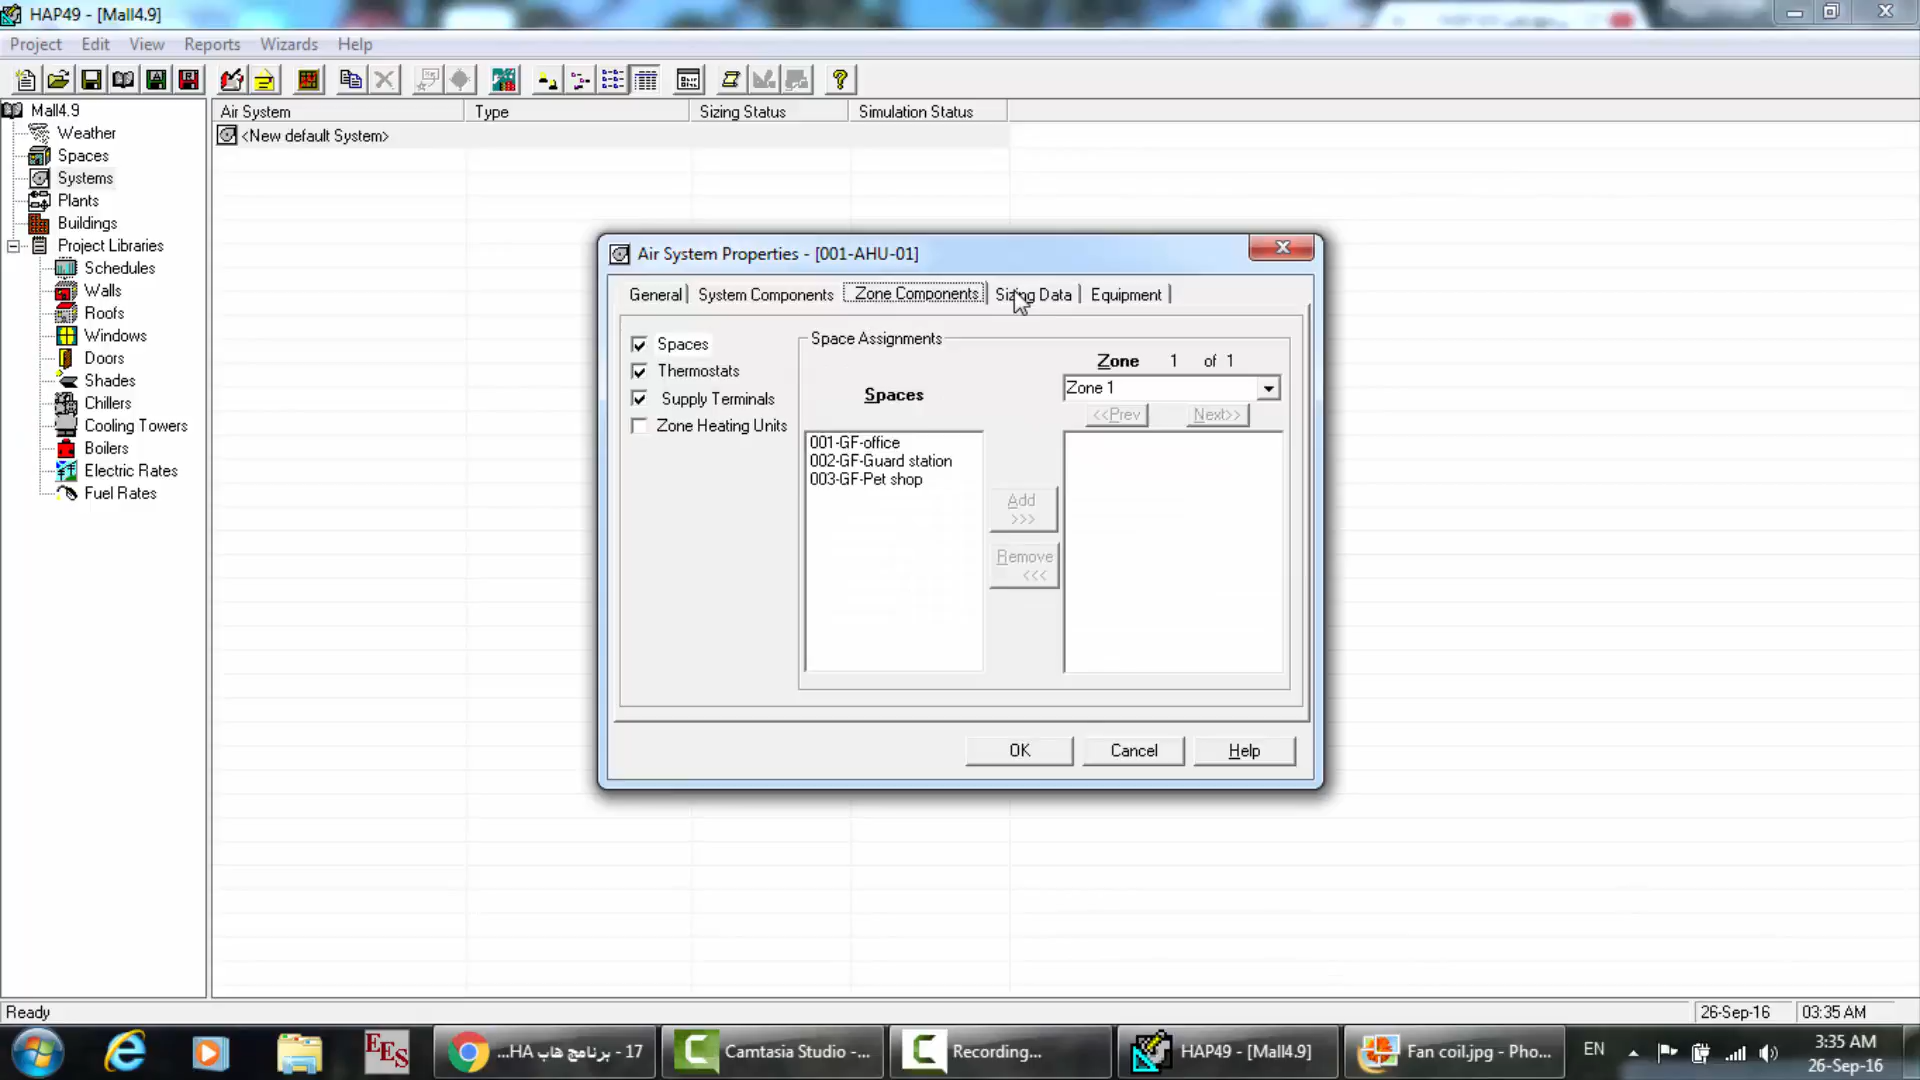 HAP49 - [Mall4.9]
Project Edit View Reports Wizards Help
Mall4.9
Weather
Spaces
Systems
Plants
Buildings
Project Libraries
Schedules
Walls
Roofs
Windows
Doors
Shades
Chillers
Cooling Towers
Boilers
Electric Rates
Fuel Rates
Air System Type Sizing Status Simulation Status
<New default System>
Air System Properties - [001-AHU-01]
General System Components Zone Components Sizing Data Equipment
Spaces
Thermostats
Supply Terminals
Zone Heating Units
Space Assignments
Spaces
001-GF-office
002-GF-Guard station
003-GF-Pet shop
Add
>>>
Remove
<<<
Zone 1 of 1
Zone 1
<<Prev Next>>
OK Cancel Help
Ready 26-Sep-16 03:35 AM
EES
17 - برنامج هاب HA...
Camtasia Studio -...
Recording...
HAP49 - [Mall4.9]
Fan coil.jpg - Pho...
EN
3:35 AM
26-Sep-16